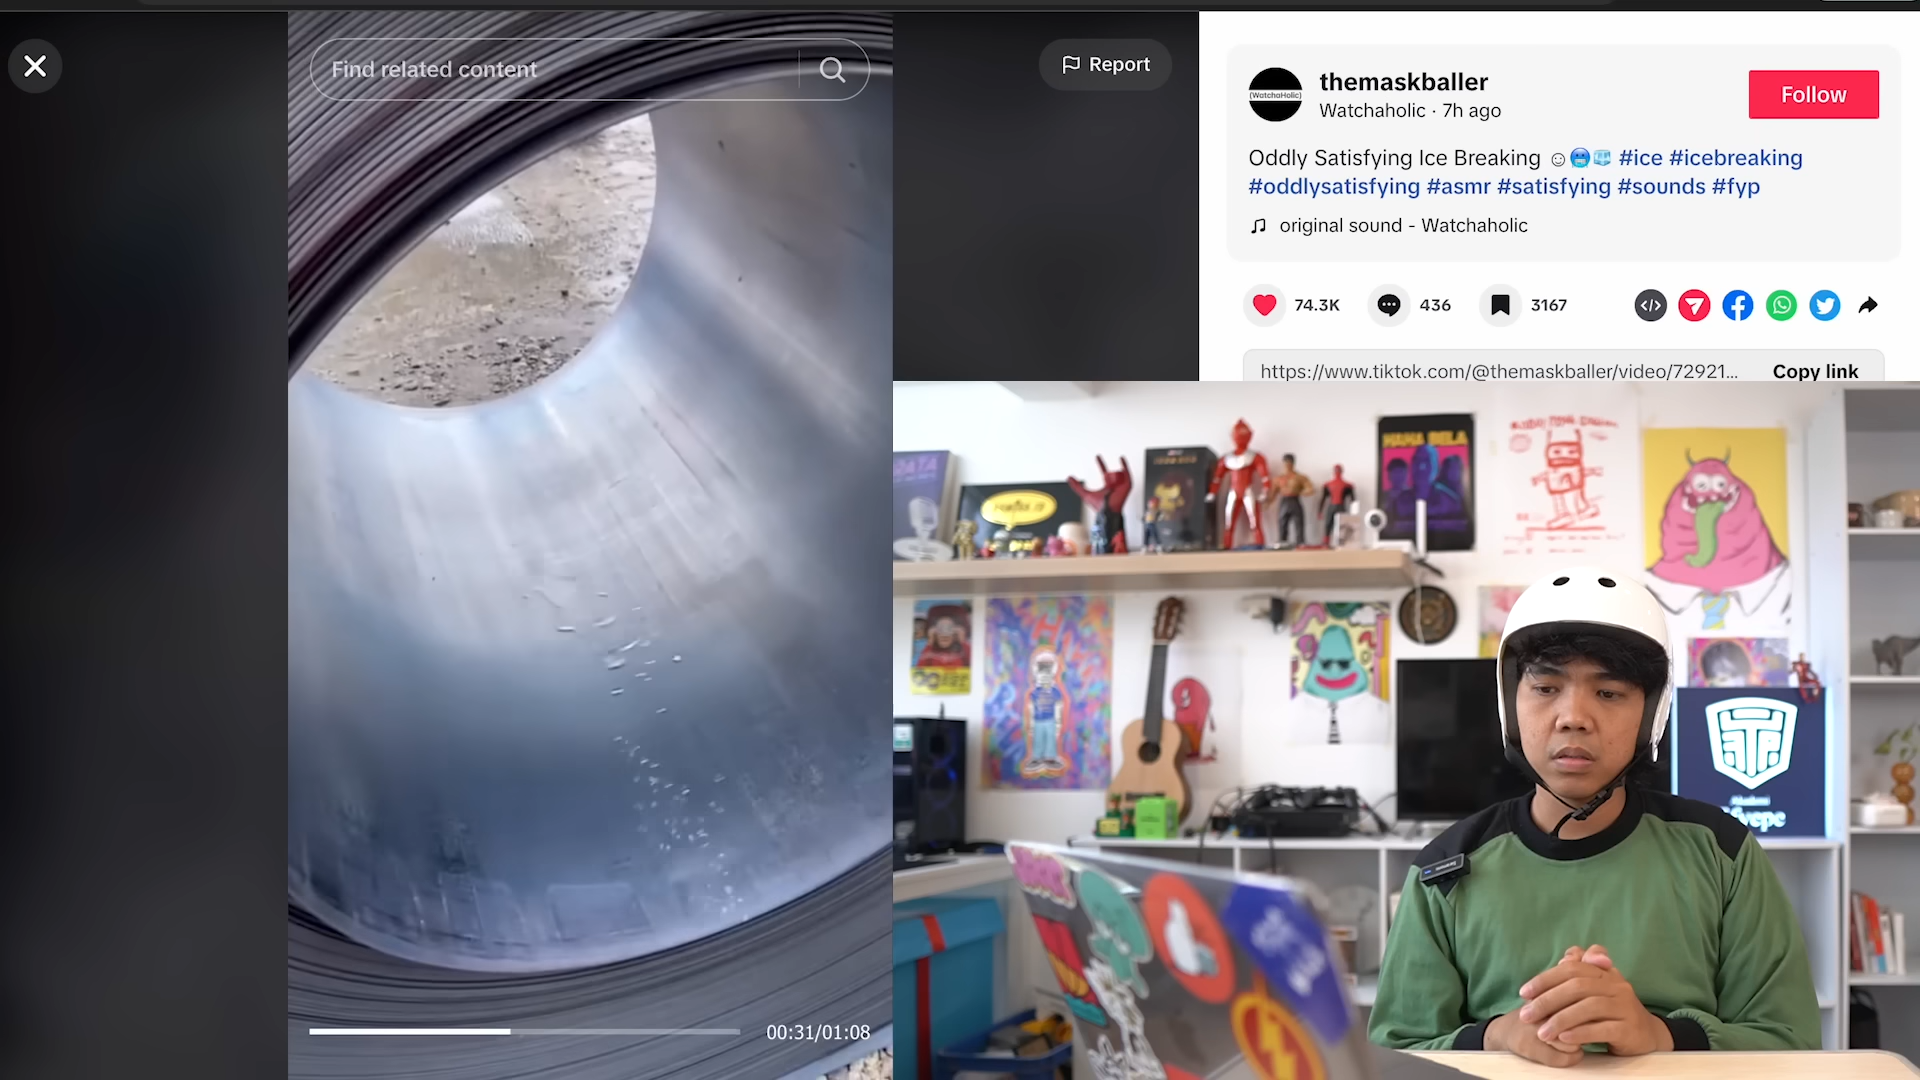 Find related content
Report
(WatchaHolic)
themaskballer
Watchaholic · 7h ago
Follow
Oddly Satisfying Ice Breaking ☺🥶🧊 #ice #icebreaking
#oddlysatisfying #asmr #satisfying #sounds #fyp
original sound - Watchaholic
74.3K
436
3167
https://www.tiktok.com/@themaskballer/video/72921...
Copy link
00:31/01:08